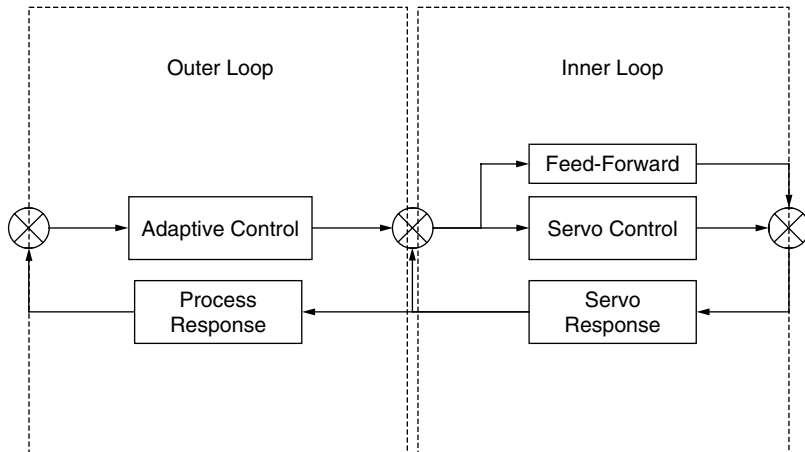 Outer Loop
Inner Loop
Feed-Forward
Adaptive Control
Servo Control
Process
Response
Servo
Response